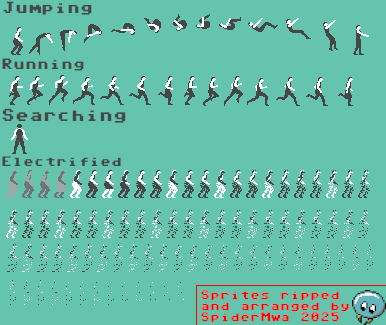 Jumping
Running
Searching
Electrified
Sprites ripped
and arranged by
SpiderMwa 2025